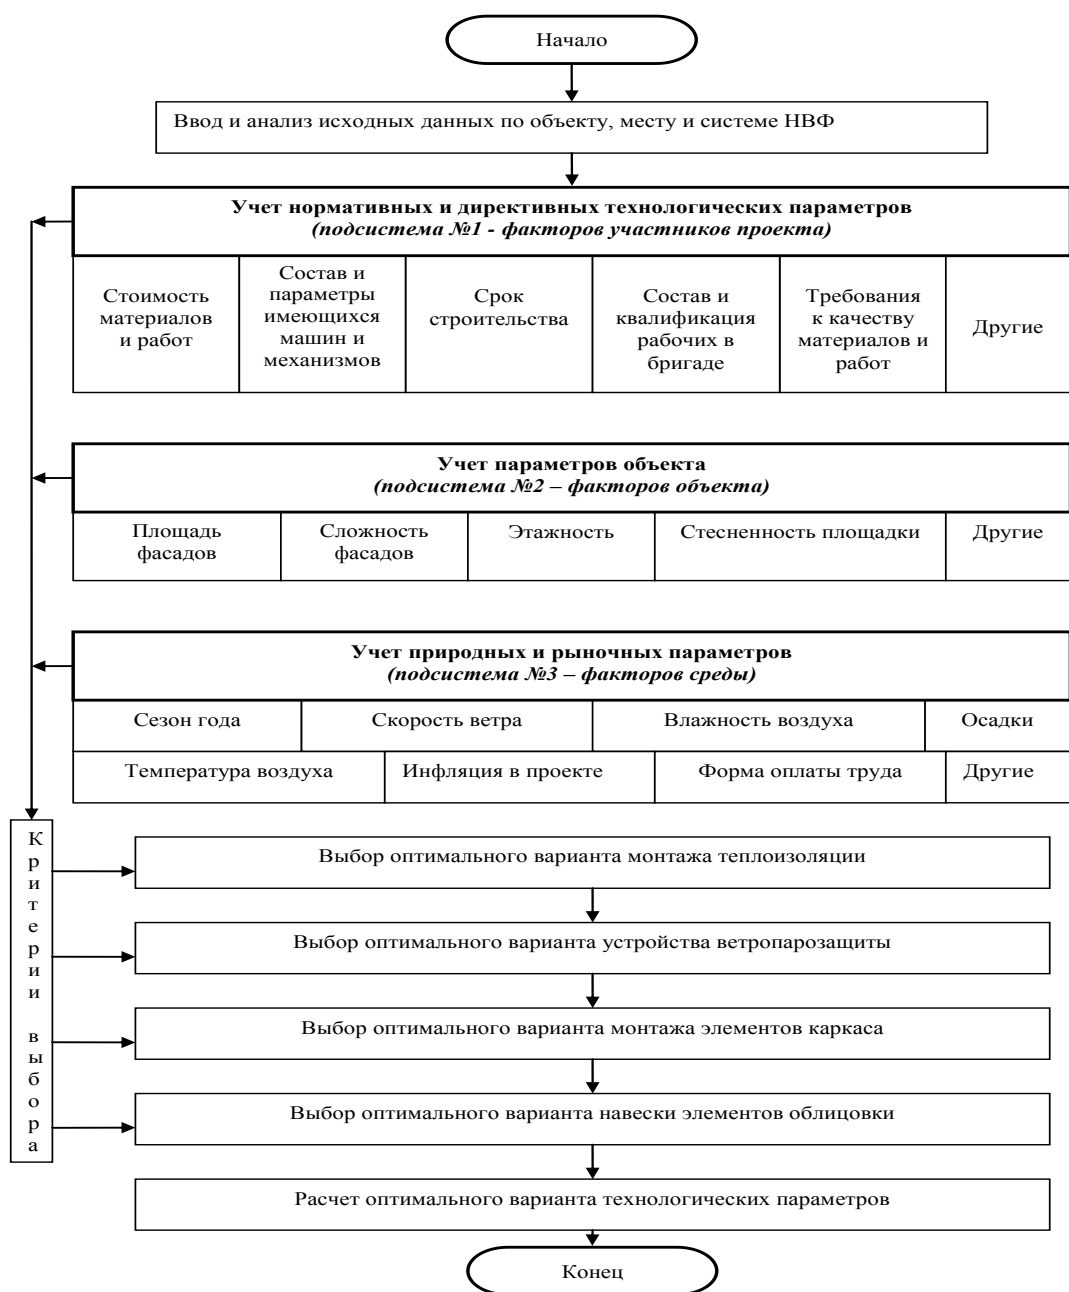 Начало
Ввод и анализ исходных данных по объекту, месту и системе НВФ
Учет нормативных и директивных технологических параметров
(подсистема №1 - факторов участников проекта)
Стоимость
материалов
и работ
Состав и
параметры
имеющихся
машин и
механизмов
Срок
строительства
Состав и
квалификация
рабочих в
бригаде
Требования
к качеству
материалов и
работ
Другие
Учет параметров объекта
(подсистема №2 – факторов объекта)
Площадь
фасадов
Сложность
фасадов
Этажность
Стесненность площадки
Другие
Учет природных и рыночных параметров
(подсистема №3 – факторов среды)
Сезон года
Скорость ветра
Влажность воздуха
Осадки
Температура воздуха
Инфляция в проекте
Форма оплаты труда
Другие
Критерии выбора
Выбор оптимального варианта монтажа теплоизоляции
Выбор оптимального варианта устройства ветропарозащиты
Выбор оптимального варианта монтажа элементов каркаса
Выбор оптимального варианта навески элементов облицовки
Расчет оптимального варианта технологических параметров
Конец